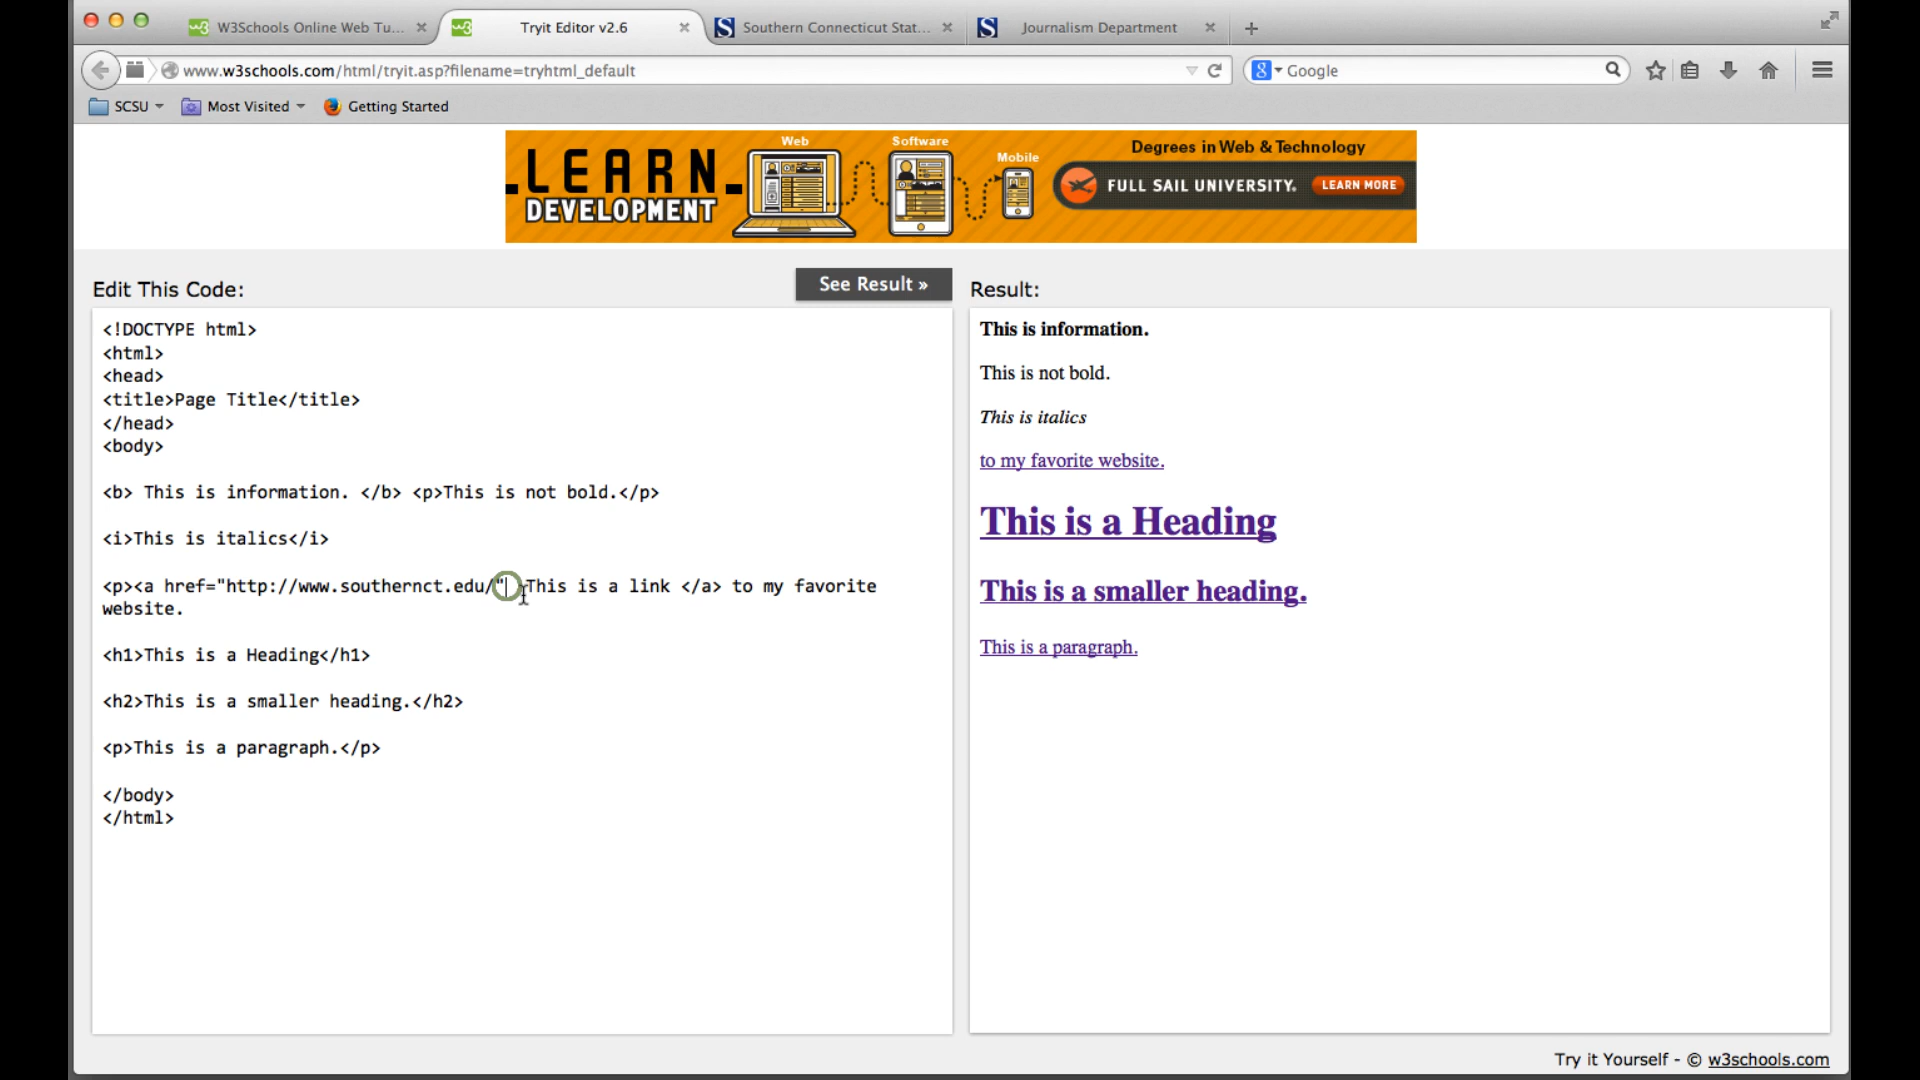 W3Schools Online Web Tu...
Tryit Editor v2.6
Southern Connecticut Stat...
Journalism Department
www.w3schools.com/html/tryit.asp?filename=tryhtml_default
8
Google
SCSU
Most Visited
Getting Started
LEARN
DEVELOPMENT
Web
Software
Mobile
Degrees in Web & Technology
FULL SAIL UNIVERSITY.
LEARN MORE
Edit This Code:
See Result »
<!DOCTYPE html>
<html>
<head>
<title>Page Title</title>
</head>
<body>
<b> This is information. </b> <p>This is not bold.</p>
<i>This is italics</i>
<p><a href="http://www.southernct.edu/" This is a link </a> to my favorite
website.
<h1>This is a Heading</h1>
<h2>This is a smaller heading.</h2>
<p>This is a paragraph.</p>
</body>
</html>
Result:
This is information.
This is not bold.
This is italics
to my favorite website.
This is a Heading
This is a smaller heading.
This is a paragraph.
Try it Yourself - © w3schools.com